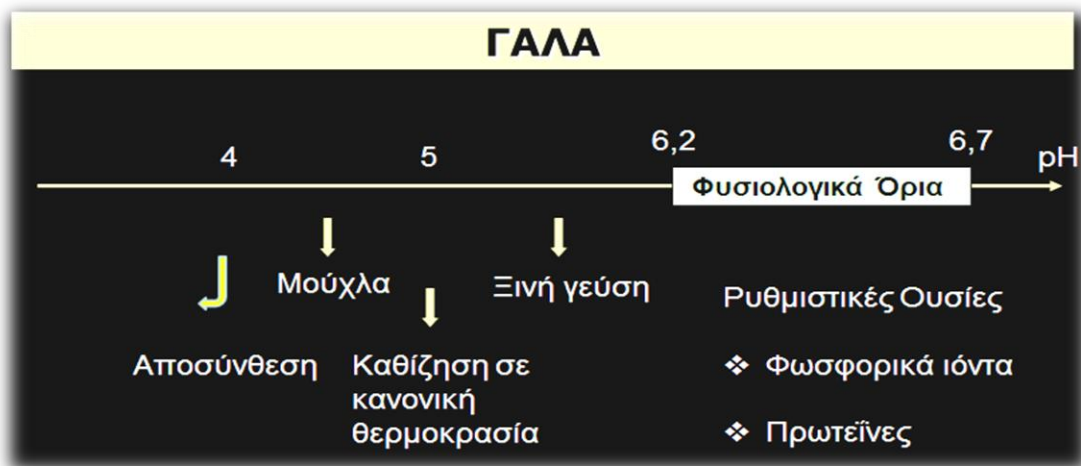 ΓΑΛΑ
4 5 6,2 6,7 pH
Φυσιολογικά Όρια
Μούχλα
Ξινή γεύση
Ρυθμιστικές Ουσίες
Αποσύνθεση
Καθίζηση σε
κανονική
θερμοκρασία
❖ Φωσφορικά ιόντα
❖ Πρωτεΐνες